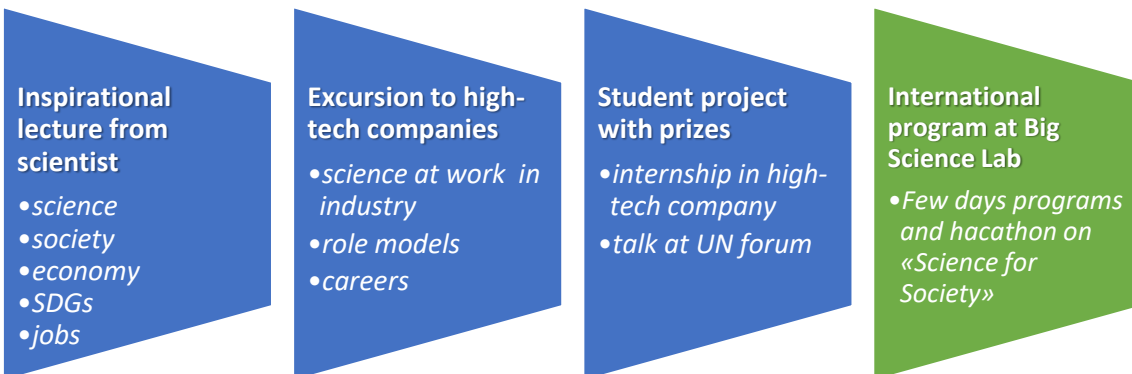 Inspirational
lecture from
scientist
•science
•society
•economy
•SDGs
•jobs
Excursion to high-
tech companies
•science at work in
industry
•role models
•careers
Student project
with prizes
•internship in high-
tech company
•talk at UN forum
International
program at Big
Science Lab
•Few days programs
and hacathon on
«Science for
Society»